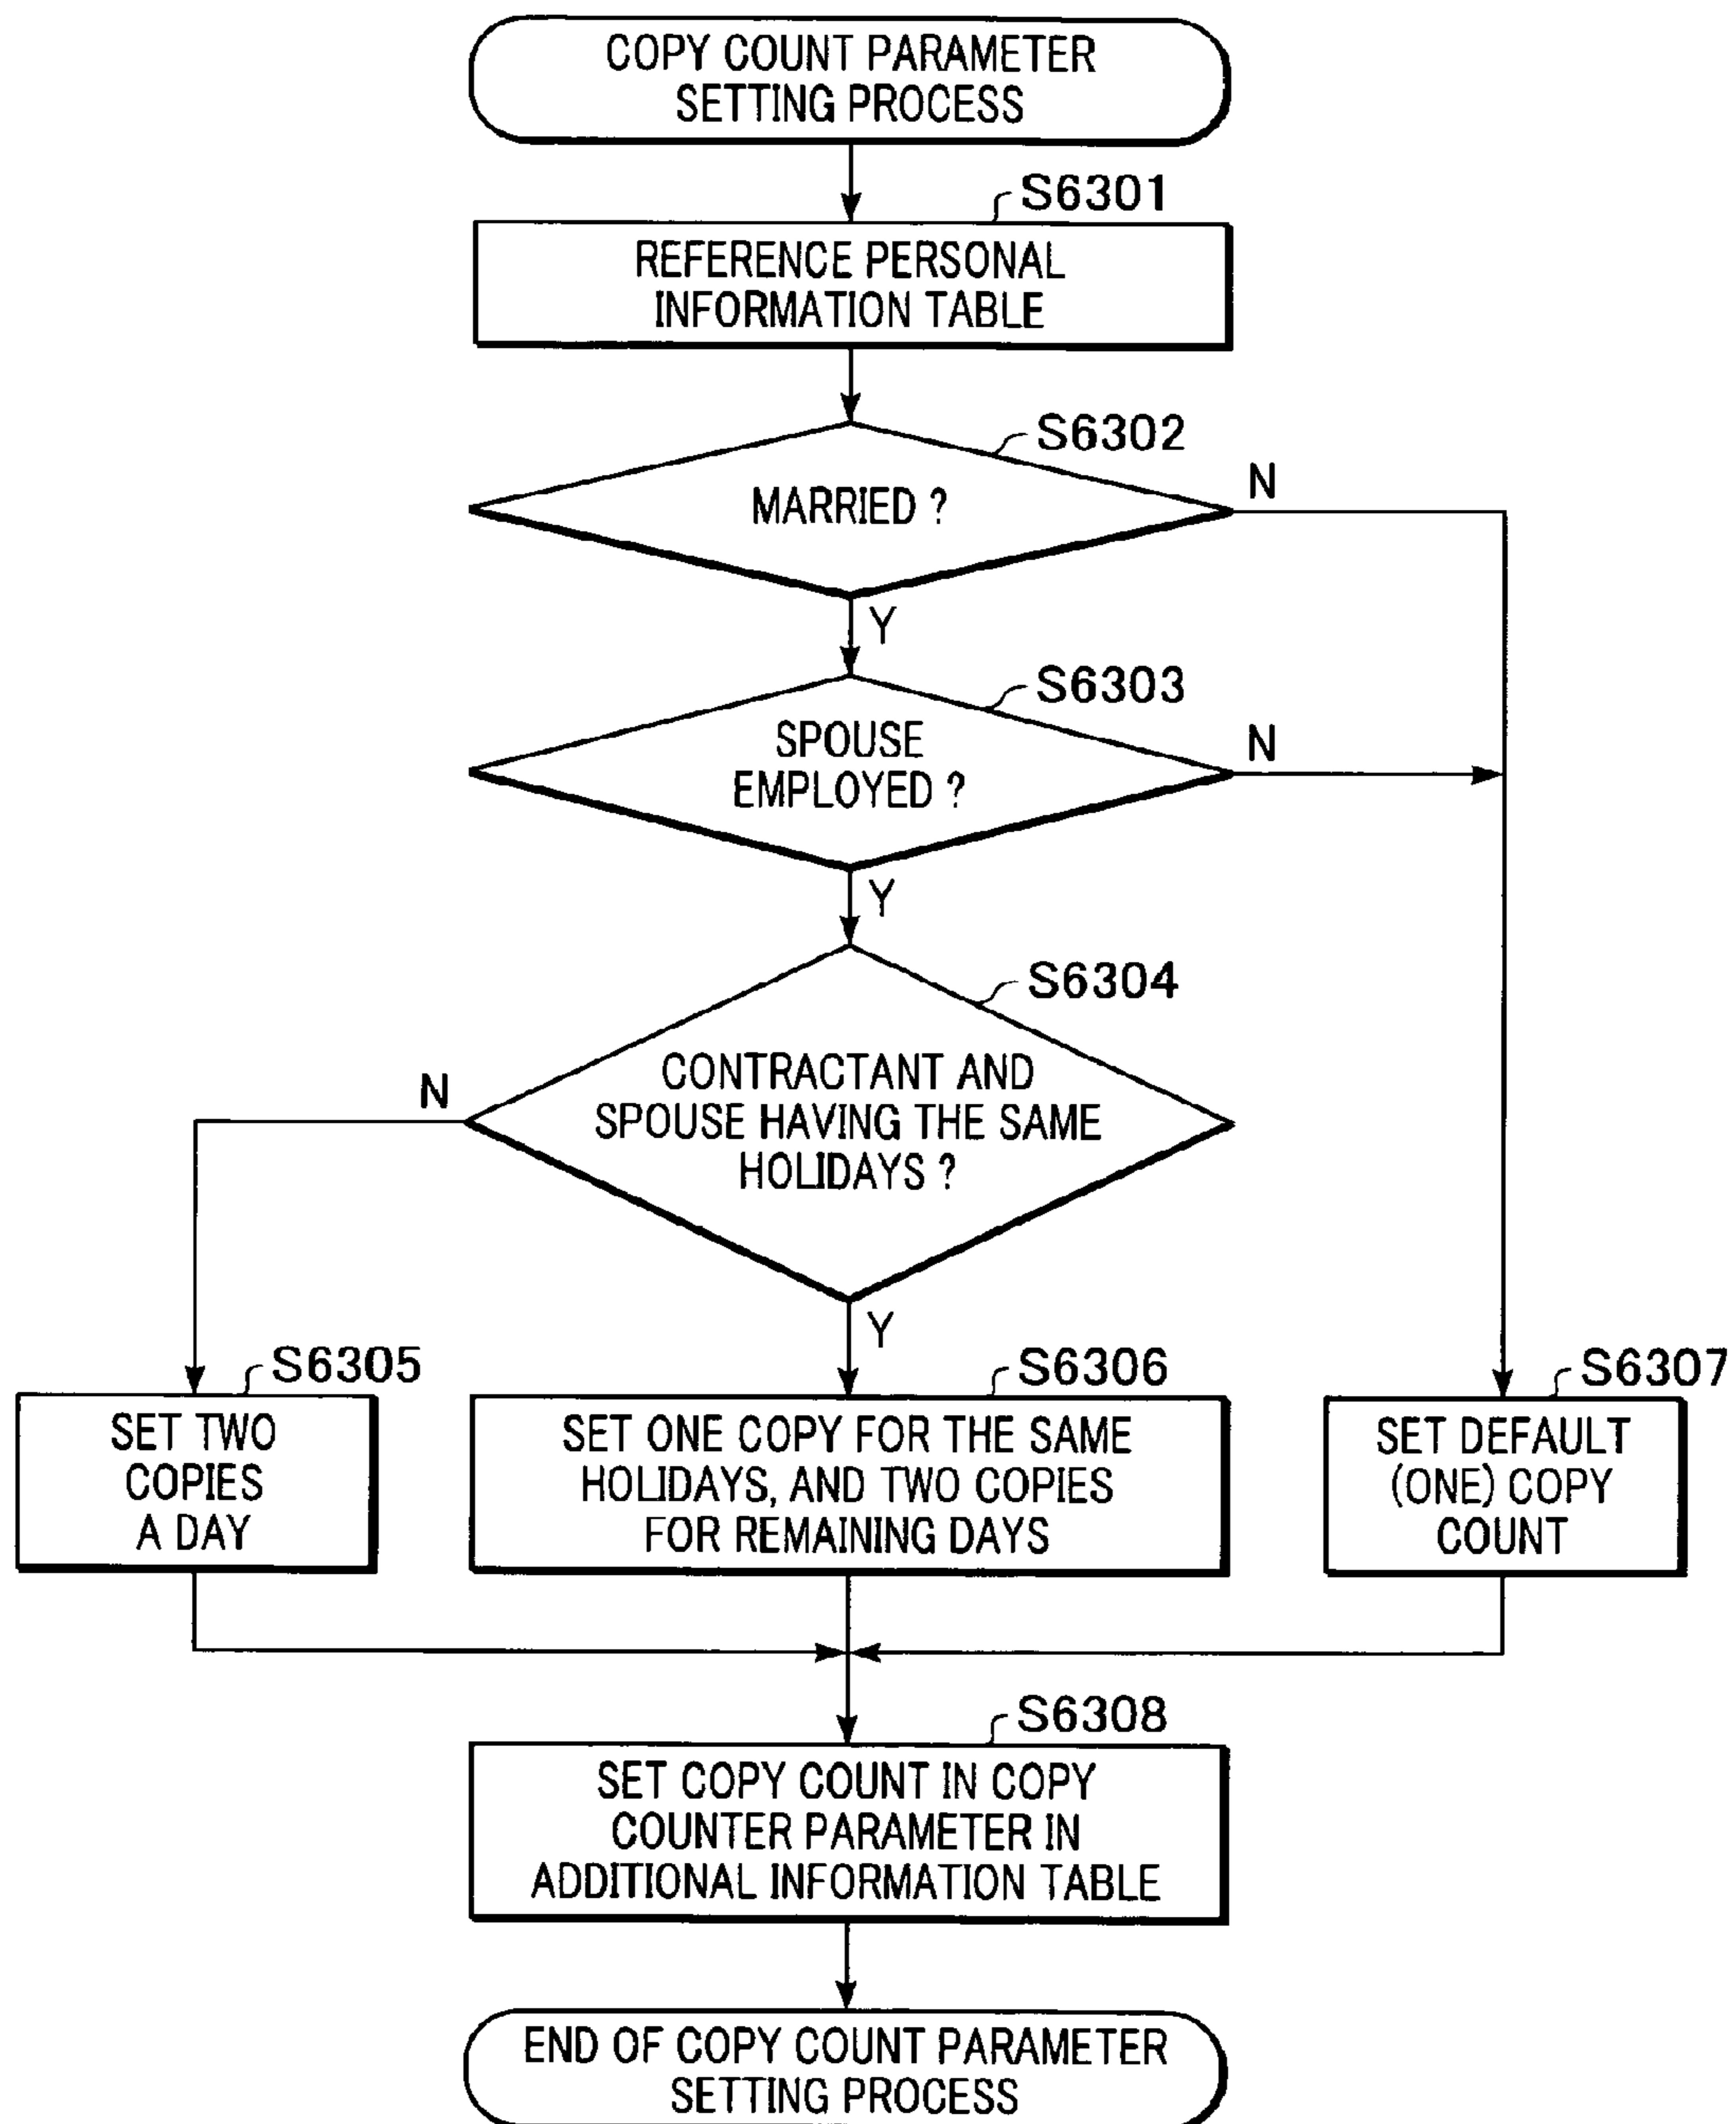 COPY COUNT PARAMETER
SETTING PROCESS
S6301
REFERENCE PERSONAL
INFORMATION TABLE
S6302
MARRIED ?
N
Y
S6303
SPOUSE
EMPLOYED ?
N
Y
S6304
CONTRACTANT AND
SPOUSE HAVING THE SAME
HOLIDAYS ?
N
Y
S6305
SET TWO
COPIES
A DAY
S6306
SET ONE COPY FOR THE SAME
HOLIDAYS, AND TWO COPIES
FOR REMAINING DAYS
S6307
SET DEFAULT
(ONE) COPY
COUNT
S6308
SET COPY COUNT IN COPY
COUNTER PARAMETER IN
ADDITIONAL INFORMATION TABLE
END OF COPY COUNT PARAMETER
SETTING PROCESS